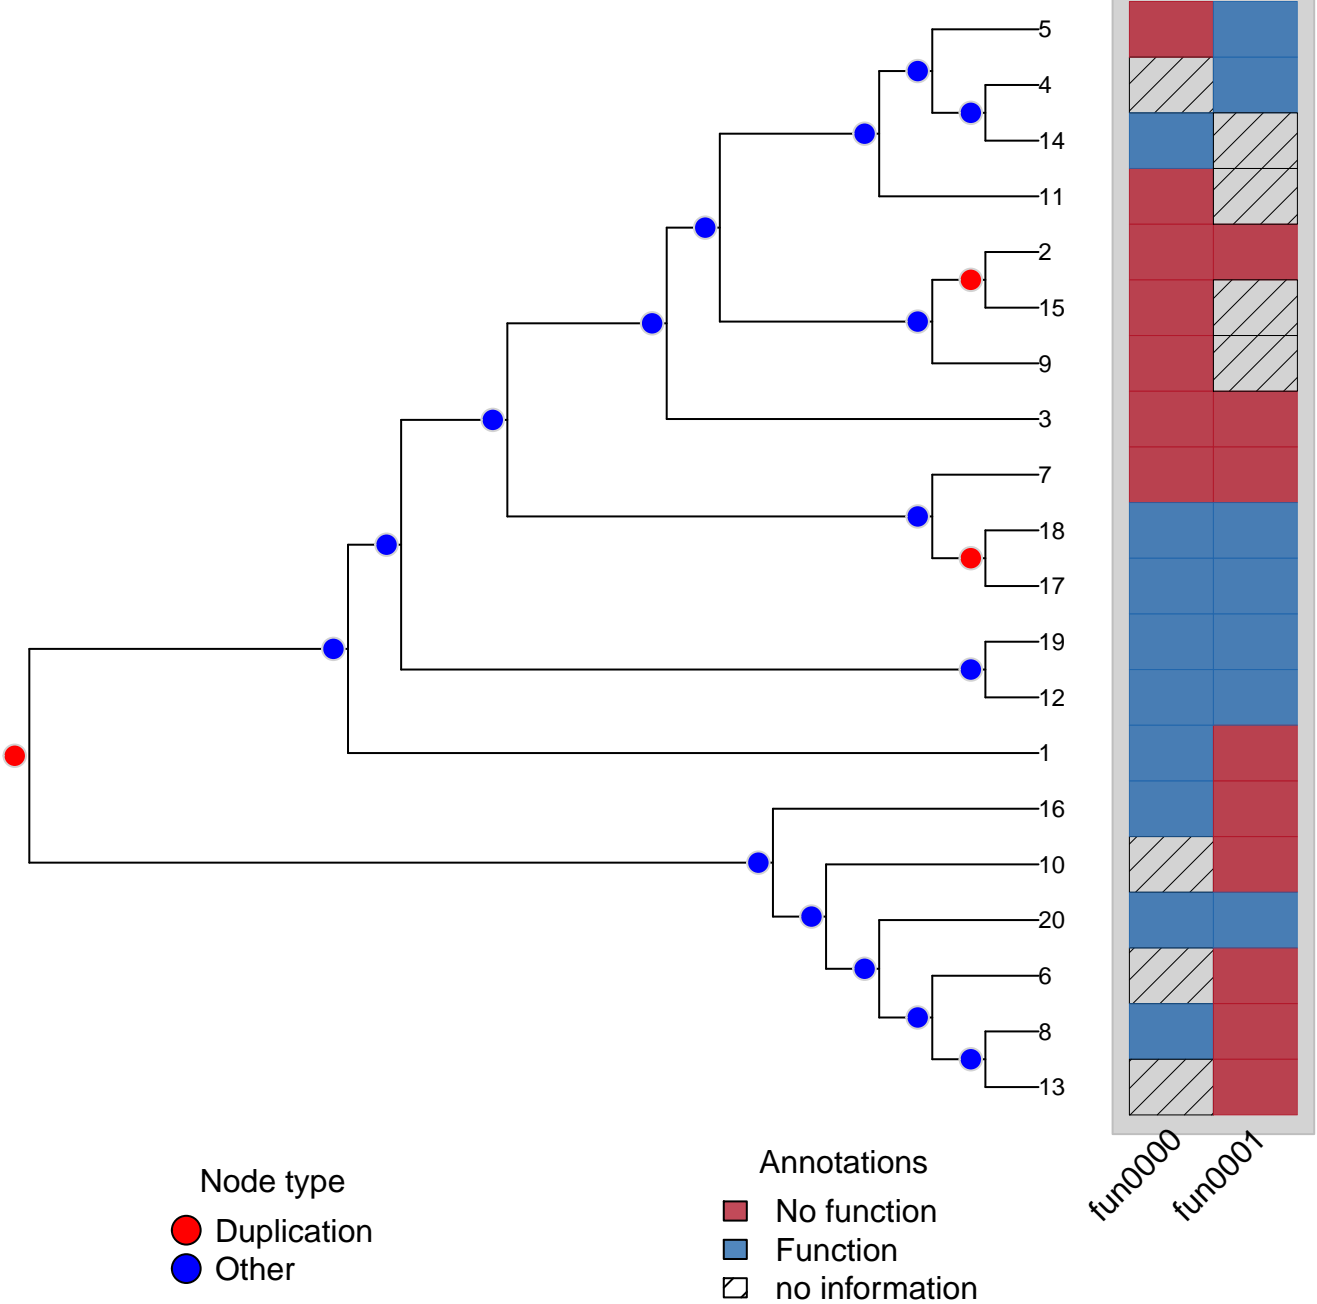 5
4
14
11
2
15
9
3
7
18
17
19
12
1
16
10
20
6
8
13
fun0000
fun0001
Node type
Duplication
Other
Annotations
No function
Function
no information